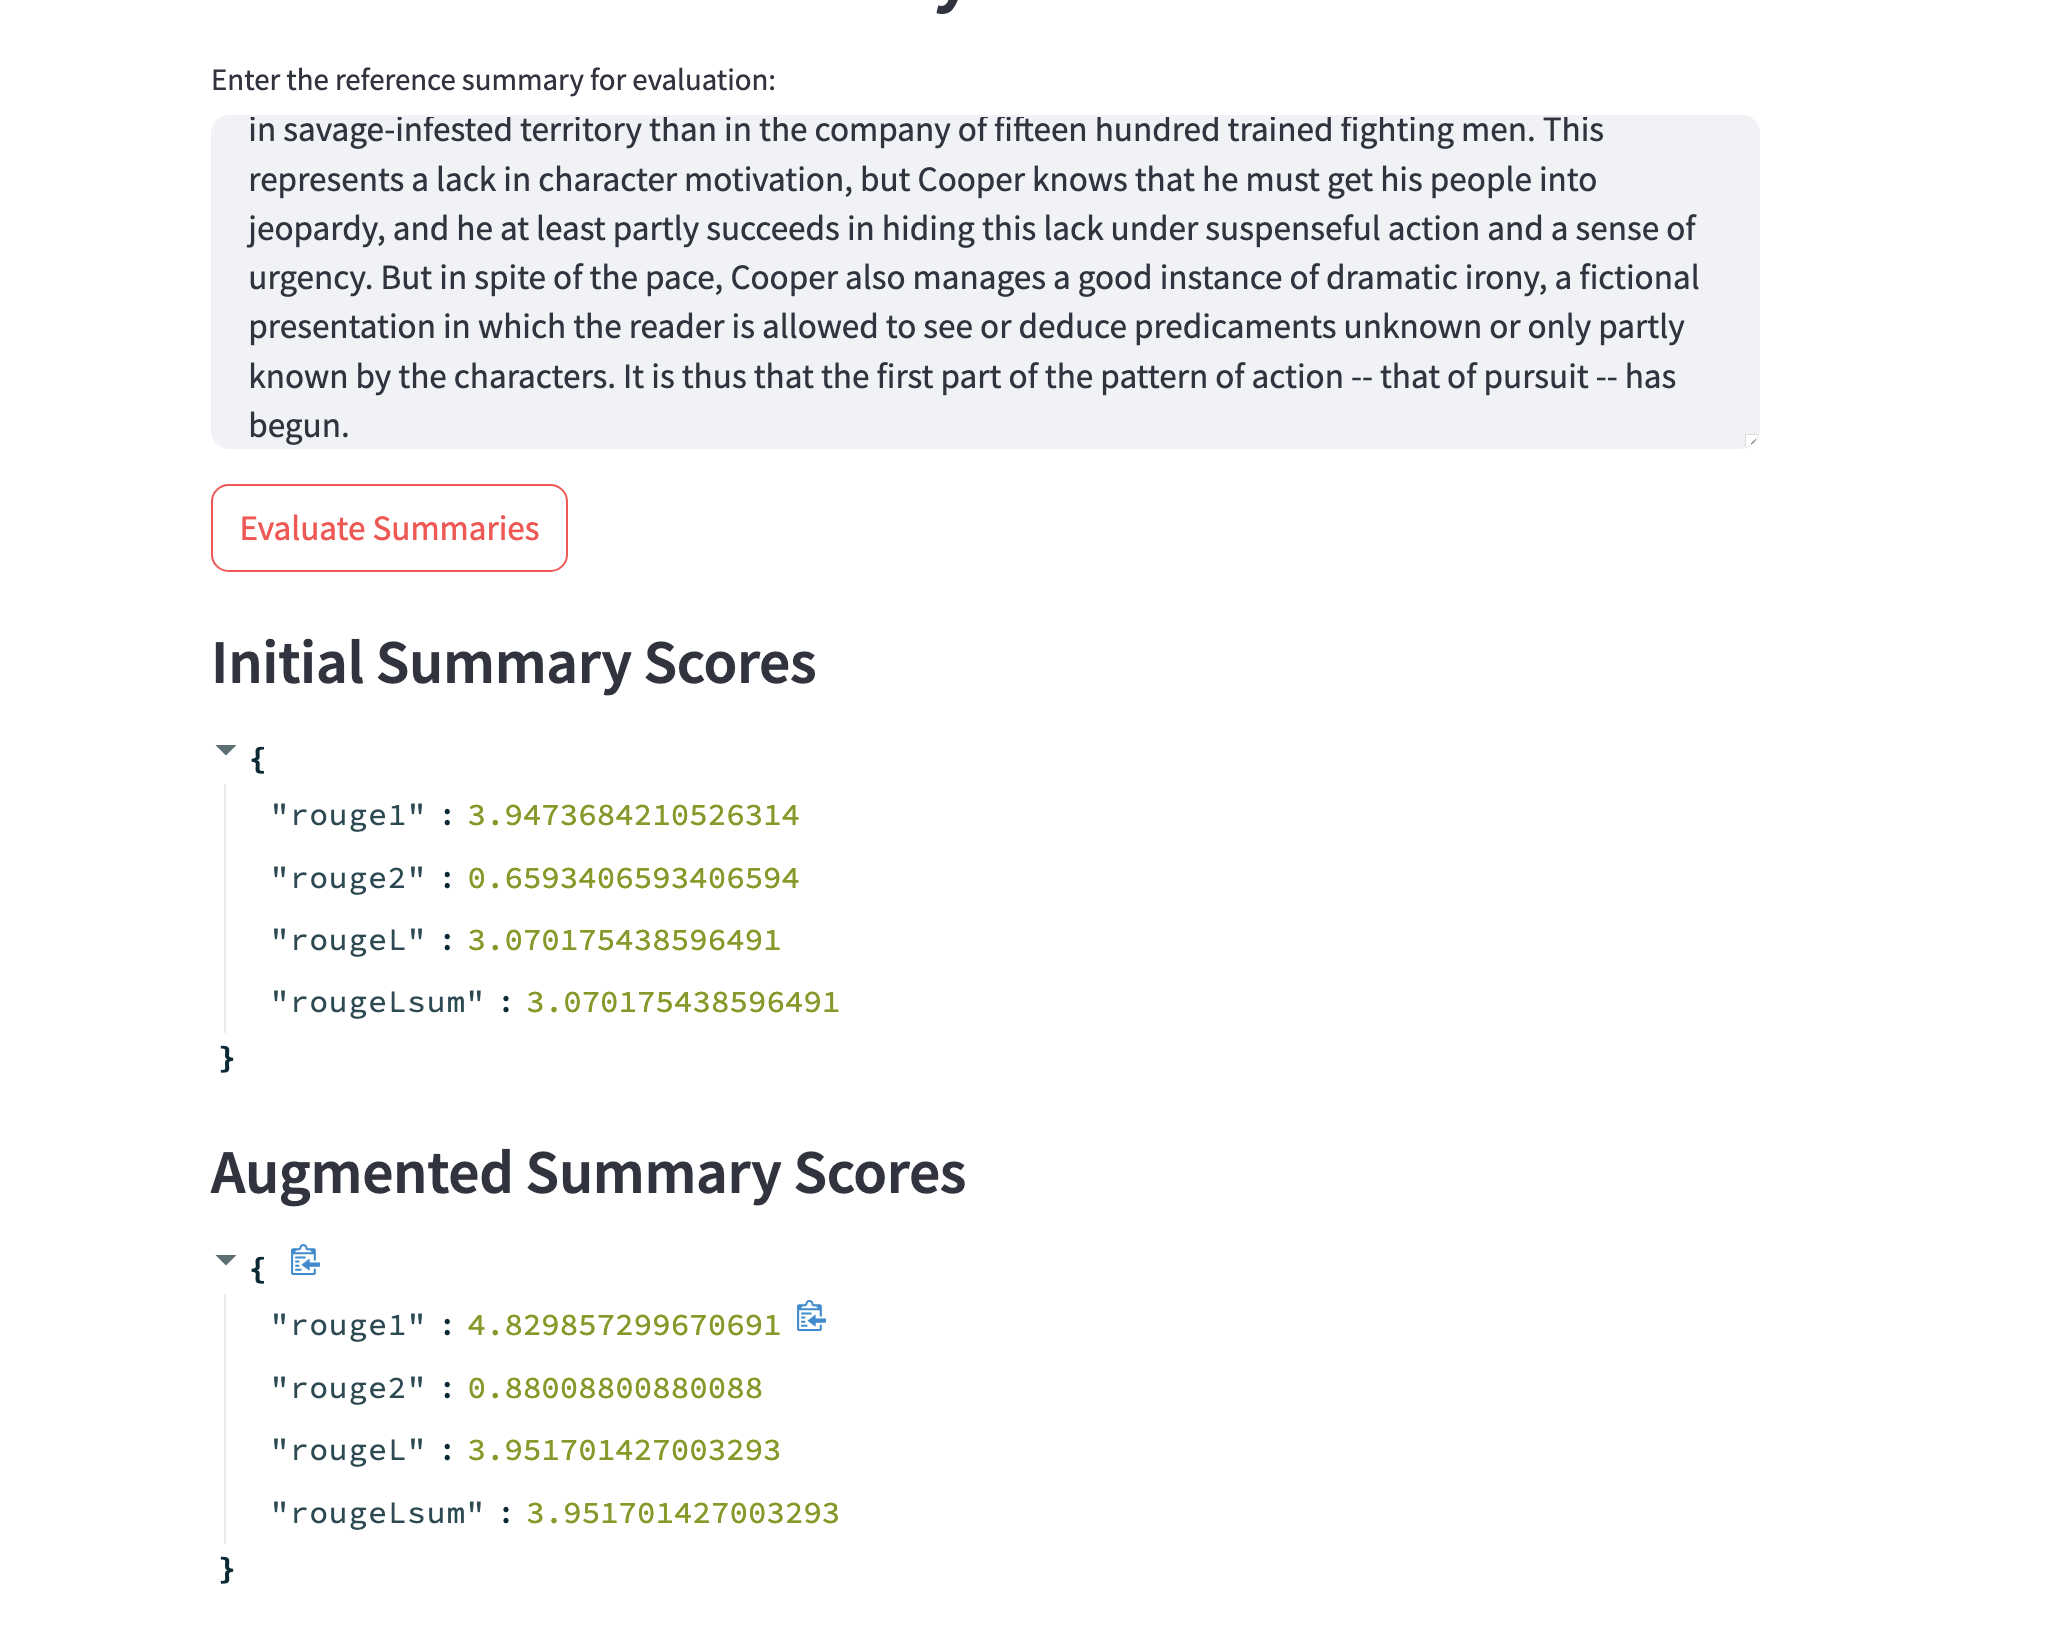 Enter the reference summary for evaluation:
in savage-infested territory than in the company of fifteen hundred trained fighting men. This
represents a lack in character motivation, but Cooper knows that he must get his people into
jeopardy, and he at least partly succeeds in hiding this lack under suspenseful action and a sense of
urgency. But in spite of the pace, Cooper also manages a good instance of dramatic irony, a fictional
presentation in which the reader is allowed to see or deduce predicaments unknown or only partly
known by the characters. It is thus that the first part of the pattern of action -- that of pursuit -- has
begun.
Evaluate Summaries
Initial Summary Scores
{
"rouge1" : 3.9473684210526314
"rouge2" : 0.6593406593406594
"rougeL" : 3.070175438596491
"rougeLsum" : 3.070175438596491
}
Augmented Summary Scores
{
"rouge1" : 4.829857299670691
"rouge2" : 0.88008800880088
"rougeL" : 3.951701427003293
"rougeLsum" : 3.951701427003293
}